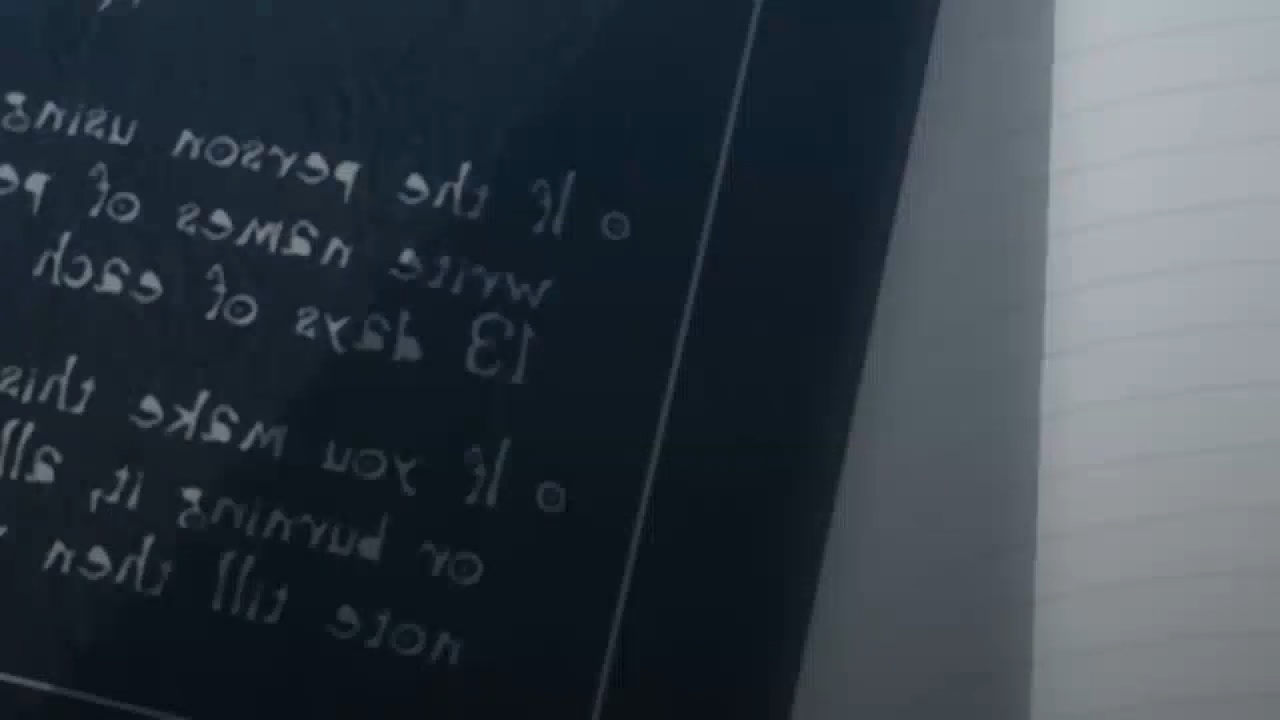 If the person using
write names of pe
13 days of each
If you make this
or burning it, all
note till then